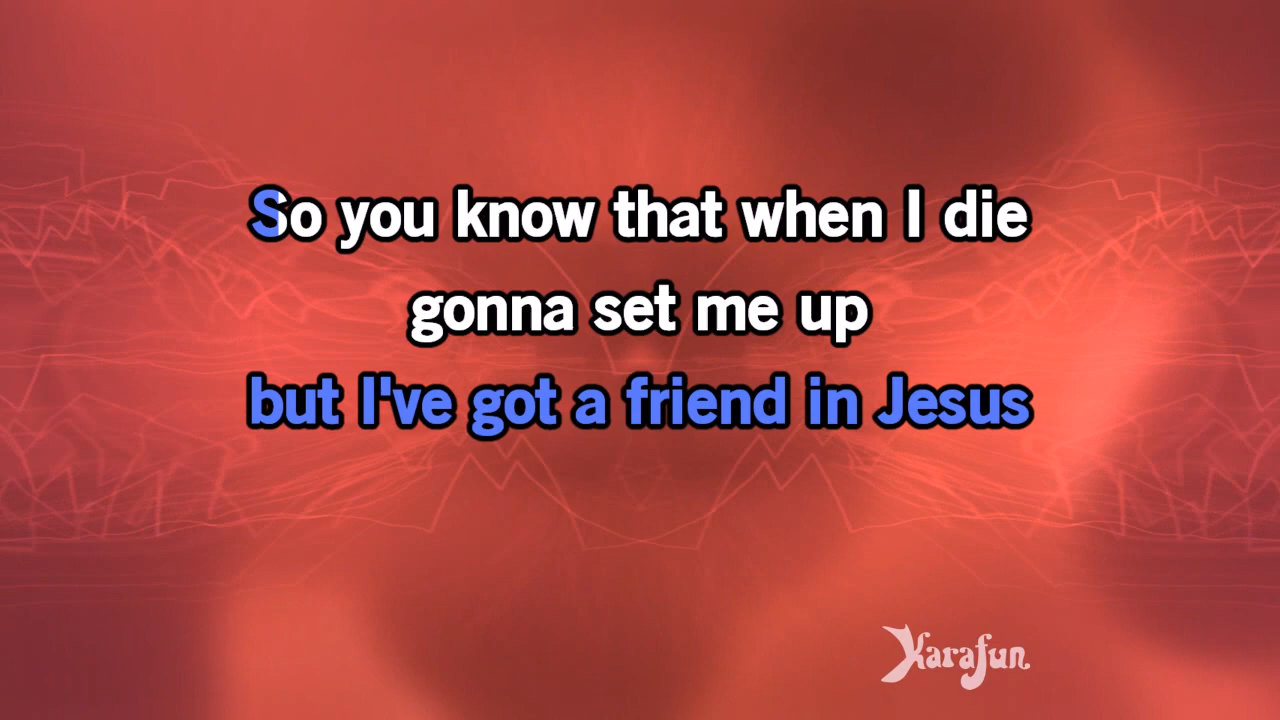 So you know that when I die
gonna set me up
but I've got a friend in Jesus
Karafun